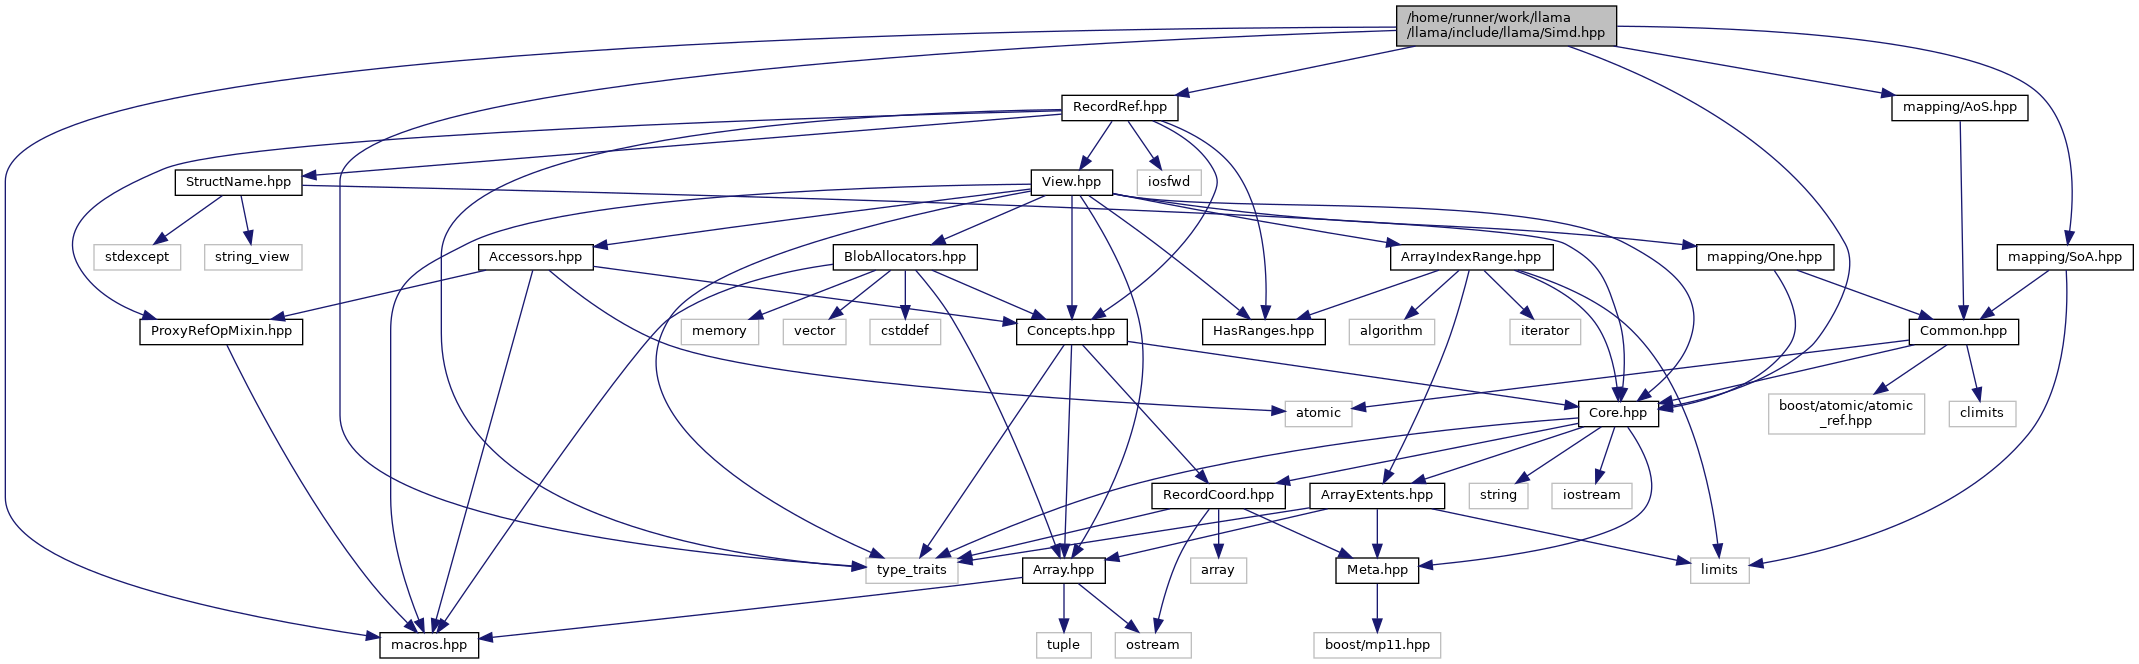 /home/runner/work/llama
/llama/include/llama/Simd.hpp
RecordRef.hpp
mapping/AoS.hpp
StructName.hpp
View.hpp
iosfwd
stdexcept
string_view
Accessors.hpp
BlobAllocators.hpp
ArrayIndexRange.hpp
mapping/One.hpp
mapping/SoA.hpp
ProxyRefOpMixin.hpp
memory
vector
cstddef
Concepts.hpp
HasRanges.hpp
algorithm
iterator
Common.hpp
atomic
Core.hpp
boost/atomic/atomic
_ref.hpp
climits
RecordCoord.hpp
ArrayExtents.hpp
string
iostream
type_traits
Array.hpp
array
Meta.hpp
limits
macros.hpp
tuple
ostream
boost/mp11.hpp